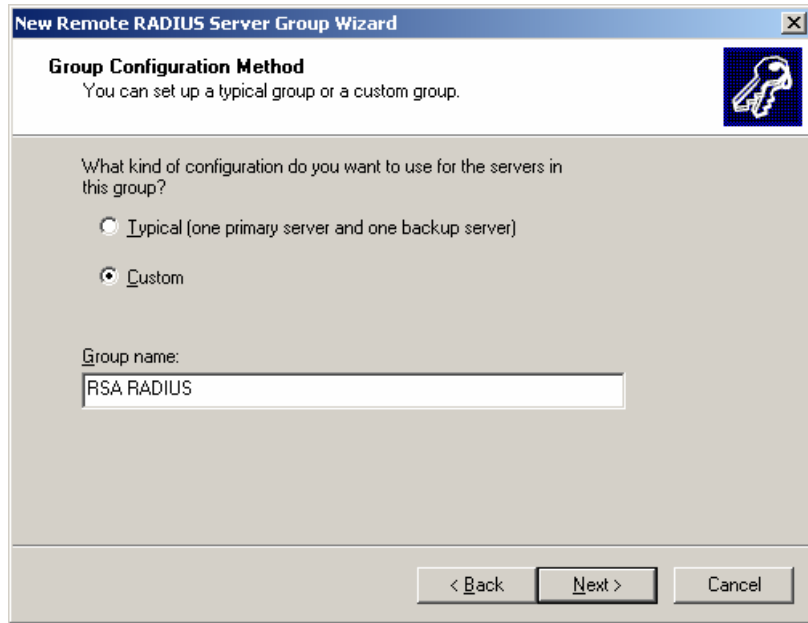 New Remote RADIUS Server Group Wizard
Group Configuration Method
You can set up a typical group or a custom group.
What kind of configuration do you want to use for the servers in
this group?
Typical (one primary server and one backup server)
Custom
Group name:
RSA RADIUS
< Back
Next >
Cancel